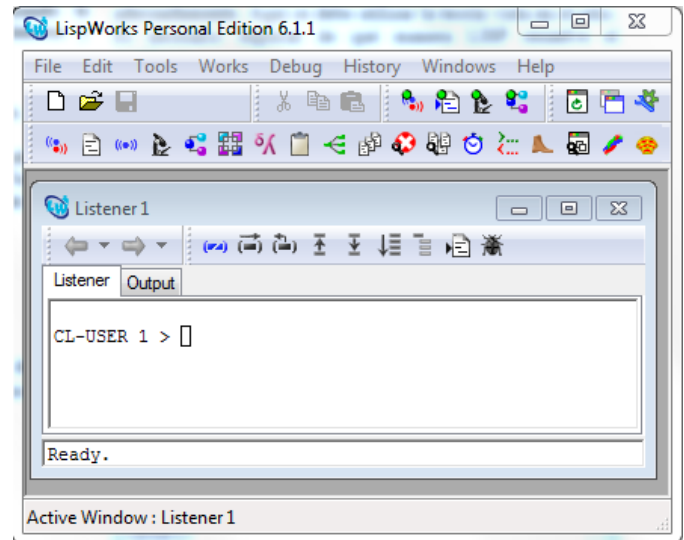 LispWorks Personal Edition 6.1.1
File Edit Tools Works Debug History Windows Help
Listener 1
Listener Output
CL-USER 1 >
Ready.
Active Window : Listener 1